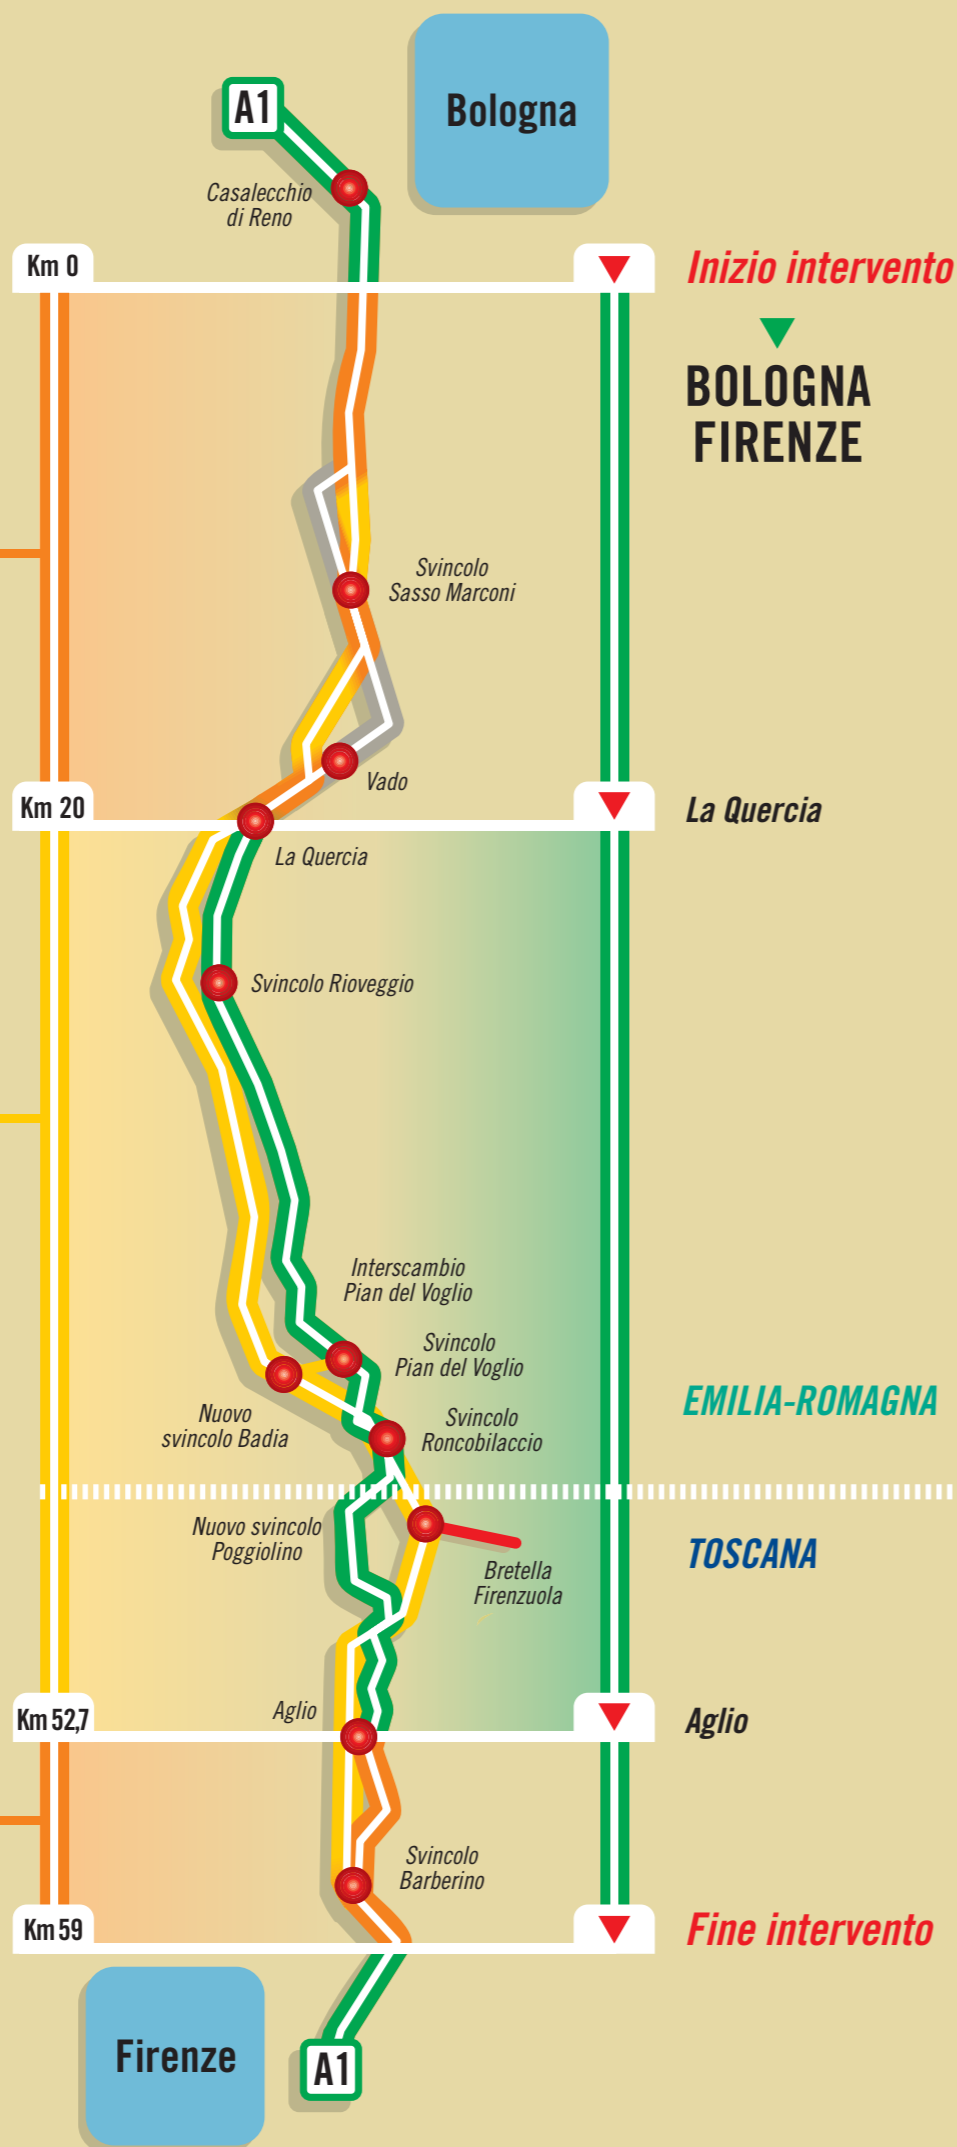 Bologna
A1
Casalecchio
di Reno
Km 0
Inizio intervento
BOLOGNA
FIRENZE
Svincolo
Sasso Marconi
Vado
Km 20
La Quercia
La Quercia
Svincolo Rioveggio
Interscambio
Pian del Voglio
Svincolo
Pian del Voglio
EMILIA-ROMAGNA
Nuovo
svincolo Badia
Svincolo
Roncobilaccio
Nuovo svincolo
Poggiolino
TOSCANA
Bretella
Firenzuola
Aglio
Km 52,7
Aglio
Svincolo
Barberino
Km 59
Fine intervento
Firenze
A1